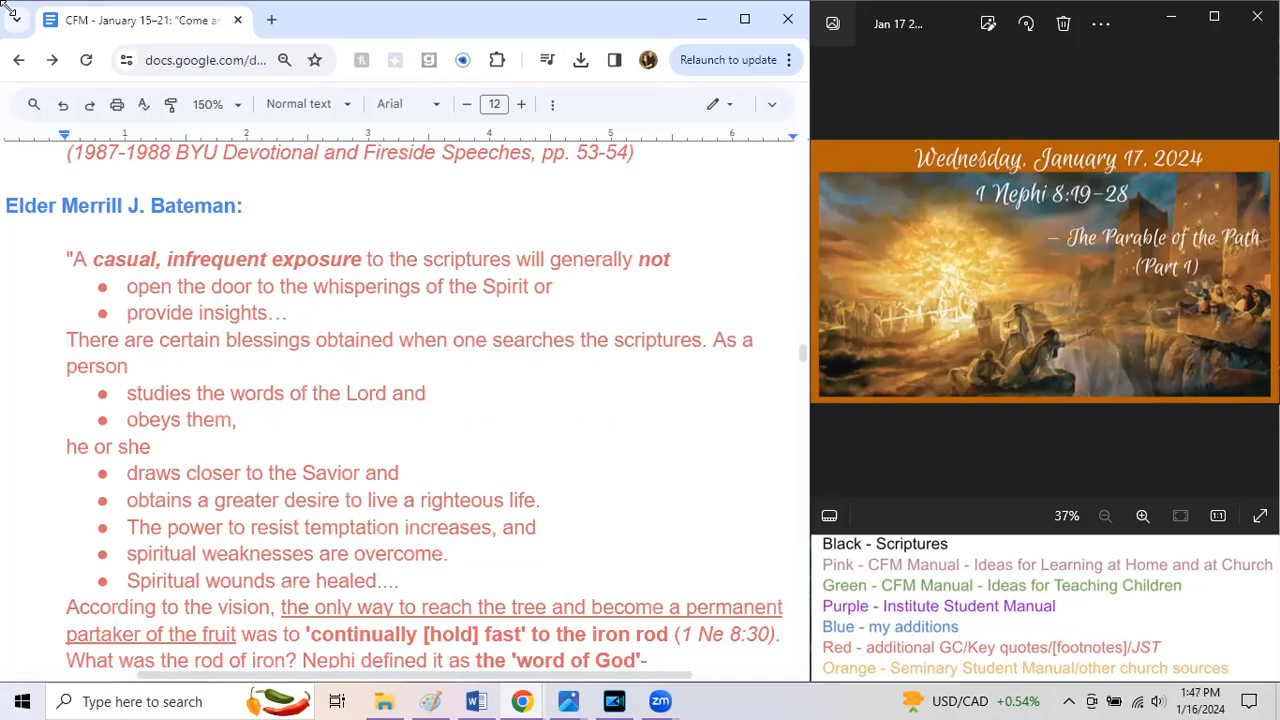 CFM - January 15–21: "Come ar
docs.google.com/d...
Relaunch to update
150%
Normal text
Arial
12
1 2 3 4 5 6
(1987-1988 BYU Devotional and Fireside Speeches, pp. 53-54)
Elder Merrill J. Bateman:
"A casual, infrequent exposure to the scriptures will generally not
● open the door to the whisperings of the Spirit or
● provide insights…
There are certain blessings obtained when one searches the scriptures. As a
person
● studies the words of the Lord and
● obeys them,
he or she
● draws closer to the Savior and
● obtains a greater desire to live a righteous life.
● The power to resist temptation increases, and
● spiritual weaknesses are overcome.
● Spiritual wounds are healed....
According to the vision, the only way to reach the tree and become a permanent
partaker of the fruit was to 'continually [hold] fast' to the iron rod (1 Ne 8:30).
What was the rod of iron? Nephi defined it as the 'word of God'-
Jan 17 2...
Wednesday, January 17, 2024
1 Nephi 8:19–28
– The Parable of the Path
(Part 1)
37%
1:1
Black - Scriptures
Pink - CFM Manual - Ideas for Learning at Home and at Church
Green - CFM Manual - Ideas for Teaching Children
Purple - Institute Student Manual
Blue - my additions
Red - additional GC/Key quotes/[footnotes]/JST
Orange - Seminary Student Manual/other church sources
Type here to search
USD/CAD +0.54%
1:47 PM
1/16/2024